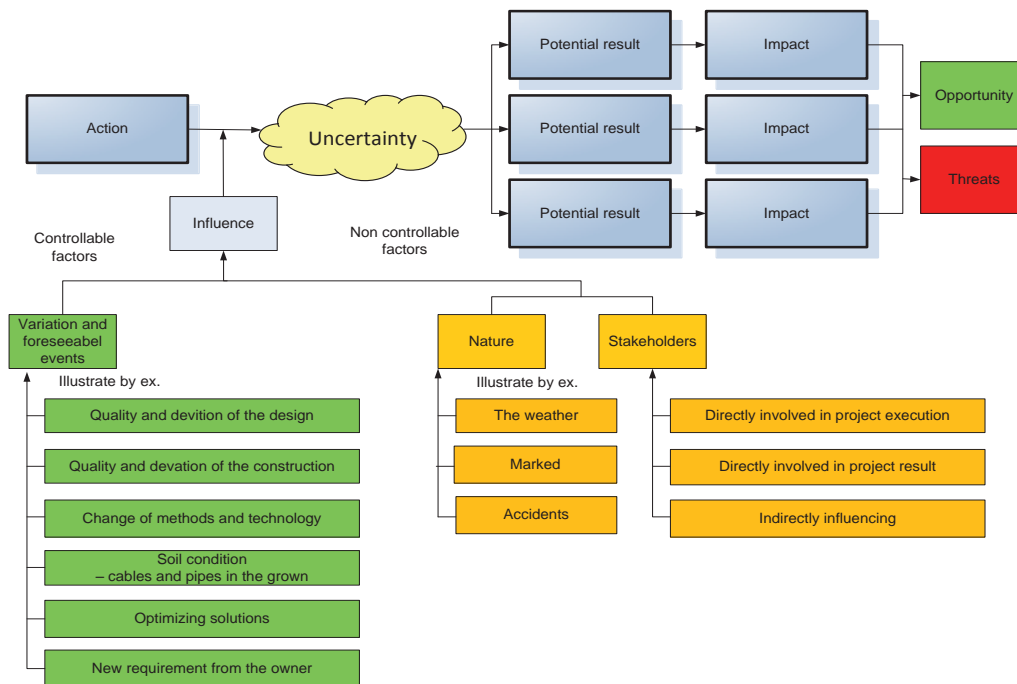 Potential result
Impact
Opportunity
Action
Uncertainty
Potential result
Impact
Threats
Potential result
Impact
Influence
Controllable
factors
Non controllable
factors
Variation and
foreseeabel
events
Nature
Stakeholders
Illustrate by ex.
Illustrate by ex.
Quality and devition of the design
Quality and devation of the construction
Change of methods and technology
Soil condition
– cables and pipes in the grown
Optimizing solutions
New requirement from the owner
The weather
Marked
Accidents
Directly involved in project execution
Directly involved in project result
Indirectly influencing